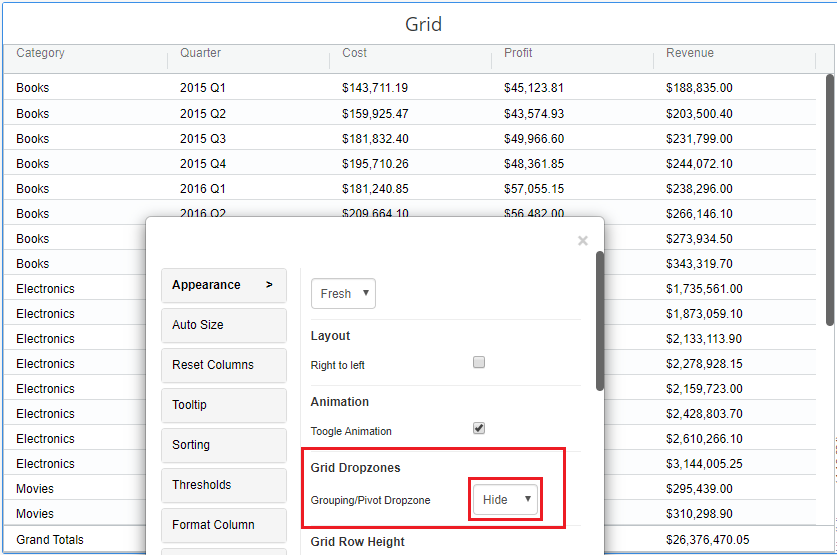 Grid
Category Quarter Cost Profit Revenue
Books 2015 Q1 $143,711.19 $45,123.81 $188,835.00
Books 2015 Q2 $159,925.47 $43,574.93 $203,500.40
Books 2015 Q3 $181,832.40 $49,966.60 $231,799.00
Books 2015 Q4 $195,710.26 $48,361.85 $244,072.10
Books 2016 Q1 $181,240.85 $57,055.15 $238,296.00
Books 2016 Q2 $209,664.10 $56,482.00 $266,146.10
Books $273,934.50
Books $343,319.70
Electronics $1,735,561.00
Electronics $1,873,059.10
Electronics $2,133,113.90
Electronics $2,278,928.15
Electronics $2,159,723.00
Electronics $2,428,803.70
Electronics $2,610,266.10
Electronics $3,144,005.25
Movies $295,439.00
Movies $310,298.90
Grand Totals $26,376,470.05
×
Appearance >
Auto Size
Reset Columns
Tooltip
Sorting
Thresholds
Format Column
Fresh
Layout
Right to left
Animation
Toogle Animation
Grid Dropzones
Grouping/Pivot Dropzone Hide
Grid Row Height